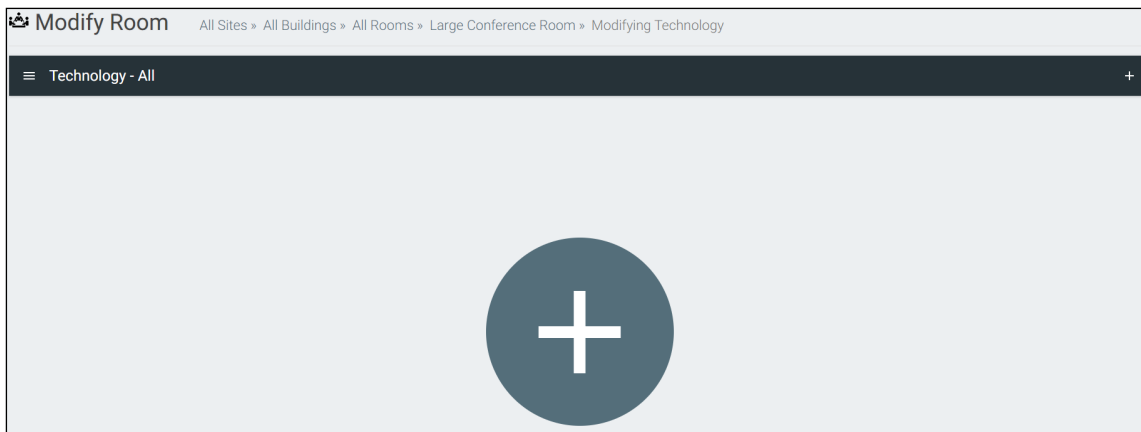 Modify Room
All Sites » All Buildings » All Rooms » Large Conference Room » Modifying Technology
Technology - All